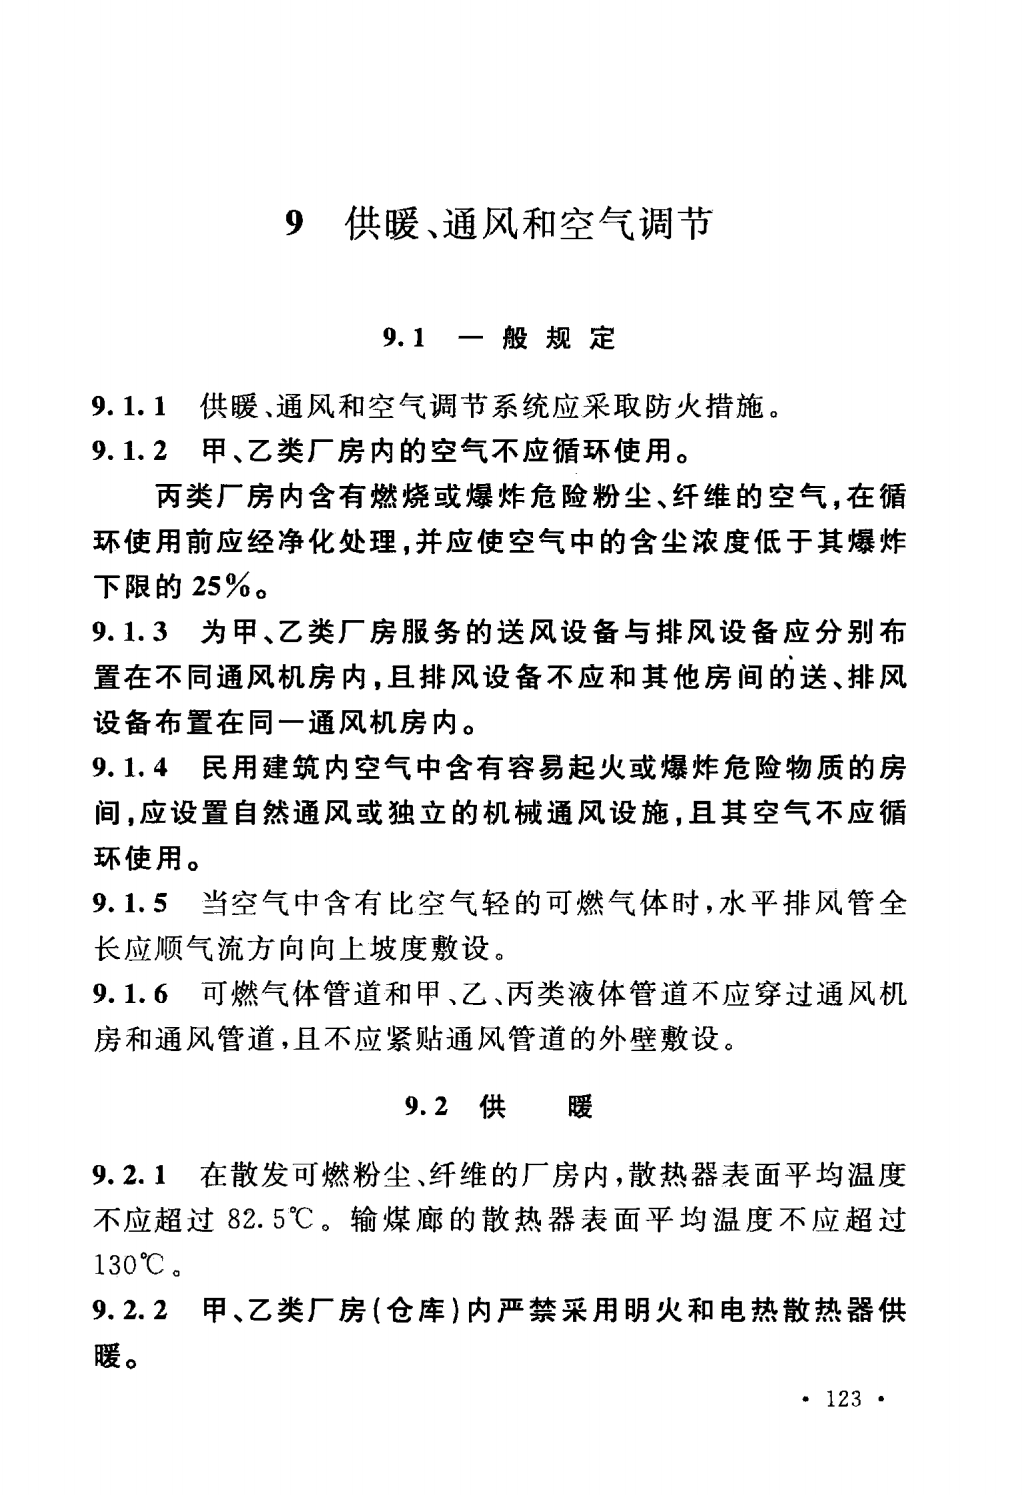 9 供暖、通风和空气调节
9.1 一般规定
9.1.1 供暖、通风和空气调节系统应采取防火措施。
9.1.2 甲、乙类厂房内的空气不应循环使用。
丙类厂房内含有燃烧或爆炸危险粉尘、纤维的空气,在循
环使用前应经净化处理,并应使空气中的含尘浓度低于其爆炸
下限的25%。
9.1.3 为甲、乙类厂房服务的送风设备与排风设备应分别布
置在不同通风机房内,且排风设备不应和其他房间的送、排风
设备布置在同一通风机房内。
9.1.4 民用建筑内空气中含有容易起火或爆炸危险物质的房
间,应设置自然通风或独立的机械通风设施,且其空气不应循
环使用。
9.1.5 当空气中含有比空气轻的可燃气体时,水平排风管全
长应顺气流方向向上坡度敷设。
9.1.6 可燃气体管道和甲、乙、丙类液体管道不应穿过通风机
房和通风管道,且不应紧贴通风管道的外壁敷设。
9.2 供 暖
9.2.1 在散发可燃粉尘、纤维的厂房内,散热器表面平均温度
不应超过82.5℃。输煤廊的散热器表面平均温度不应超过
130℃。
9.2.2 甲、乙类厂房(仓库)内严禁采用明火和电热散热器供
暖。
· 123 ·